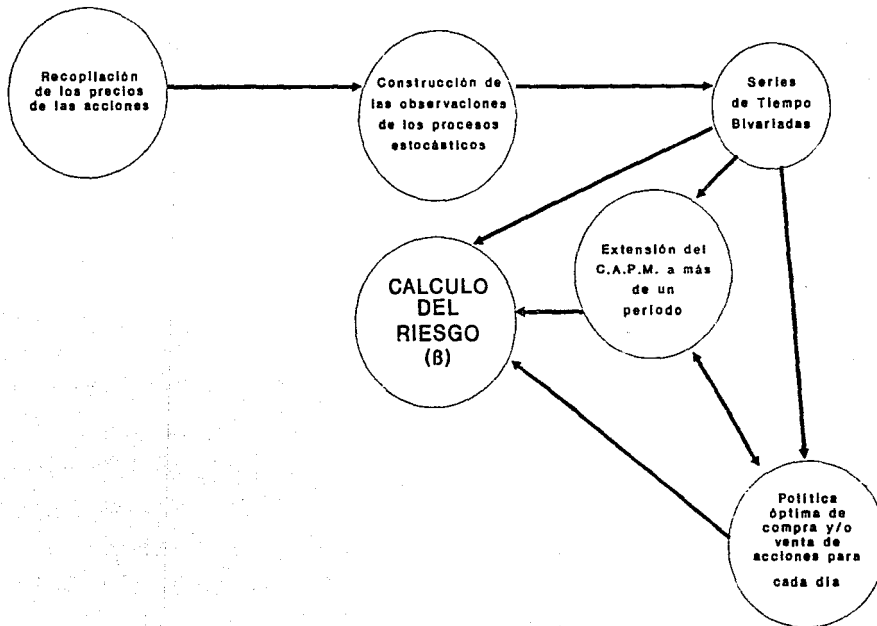 Recopilación
de los precios
de las acciones
Construcción de
las observaciones
de los procesos
estocásticos
Series
de Tiempo
Bivariadas
Extensión del
C.A.P.M. a más
de un
período
CALCULO
DEL
RIESGO
(ß)
Política
óptima de
compra y/o
venta de
acciones para
cada día